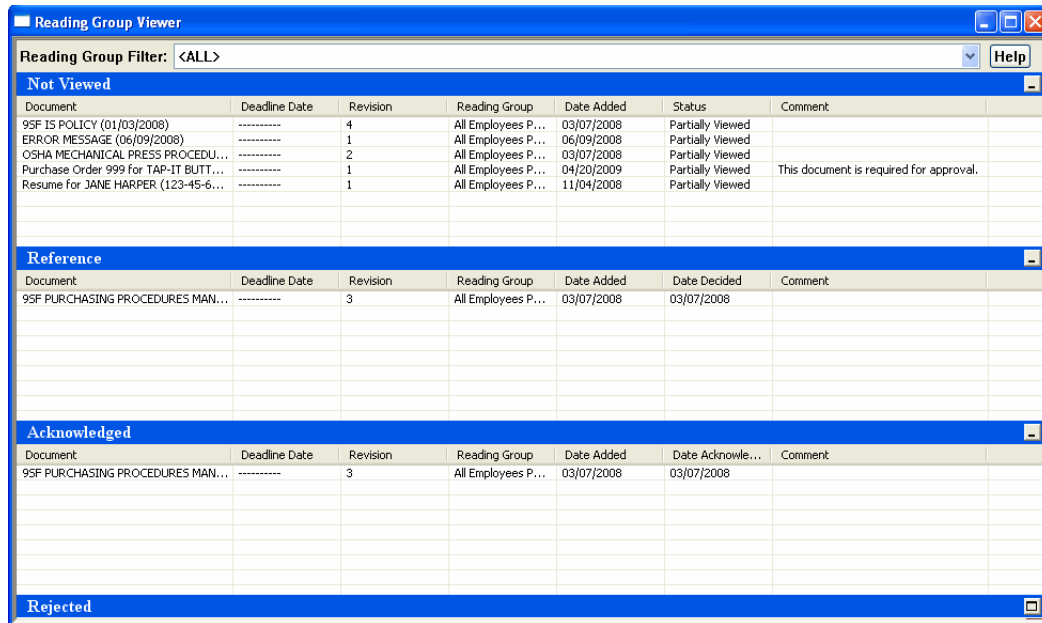 Reading Group Viewer
Reading Group Filter: <ALL> Help
Not Viewed
Document Deadline Date Revision Reading Group Date Added Status Comment
9SF IS POLICY (01/03/2008) ---------- 4 All Employees P... 03/07/2008 Partially Viewed
ERROR MESSAGE (06/09/2008) ---------- 1 All Employees P... 06/09/2008 Partially Viewed
OSHA MECHANICAL PRESS PROCEDU... ---------- 2 All Employees P... 03/07/2008 Partially Viewed
Purchase Order 999 for TAP-IT BUTT... ---------- 1 All Employees P... 04/20/2009 Partially Viewed This document is required for approval.
Resume for JANE HARPER (123-45-6... ---------- 1 All Employees P... 11/04/2008 Partially Viewed
Reference
Document Deadline Date Revision Reading Group Date Added Date Decided Comment
9SF PURCHASING PROCEDURES MAN... ---------- 3 All Employees P... 03/07/2008 03/07/2008
Acknowledged
Document Deadline Date Revision Reading Group Date Added Date Acknowle... Comment
9SF PURCHASING PROCEDURES MAN... ---------- 3 All Employees P... 03/07/2008 03/07/2008
Rejected